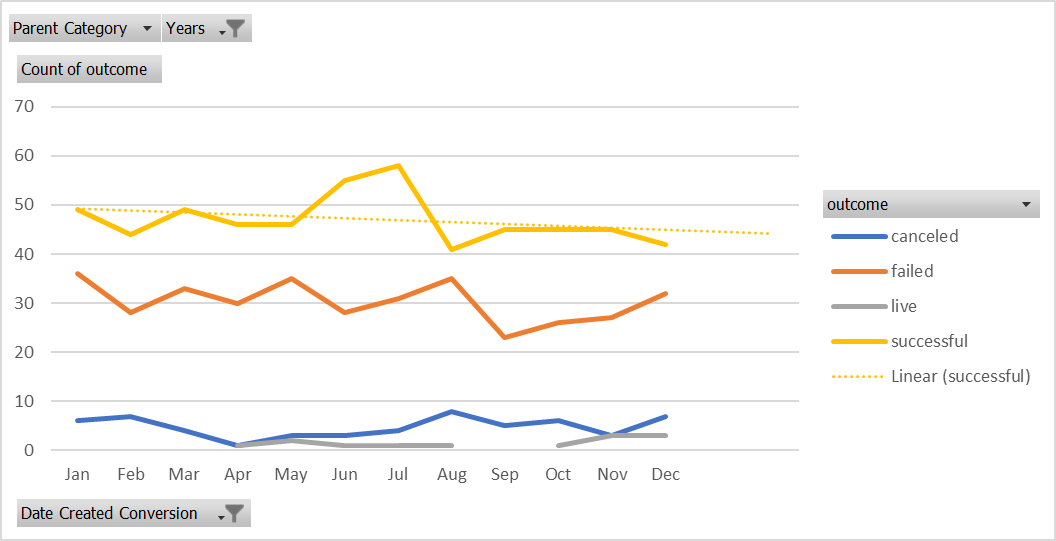 Parent Category Years
Count of outcome
70
60
50
40
30
20
10
0
Jan Feb Mar Apr May Jun Jul Aug Sep Oct Nov Dec
outcome
canceled
failed
live
successful
Linear (successful)
Date Created Conversion